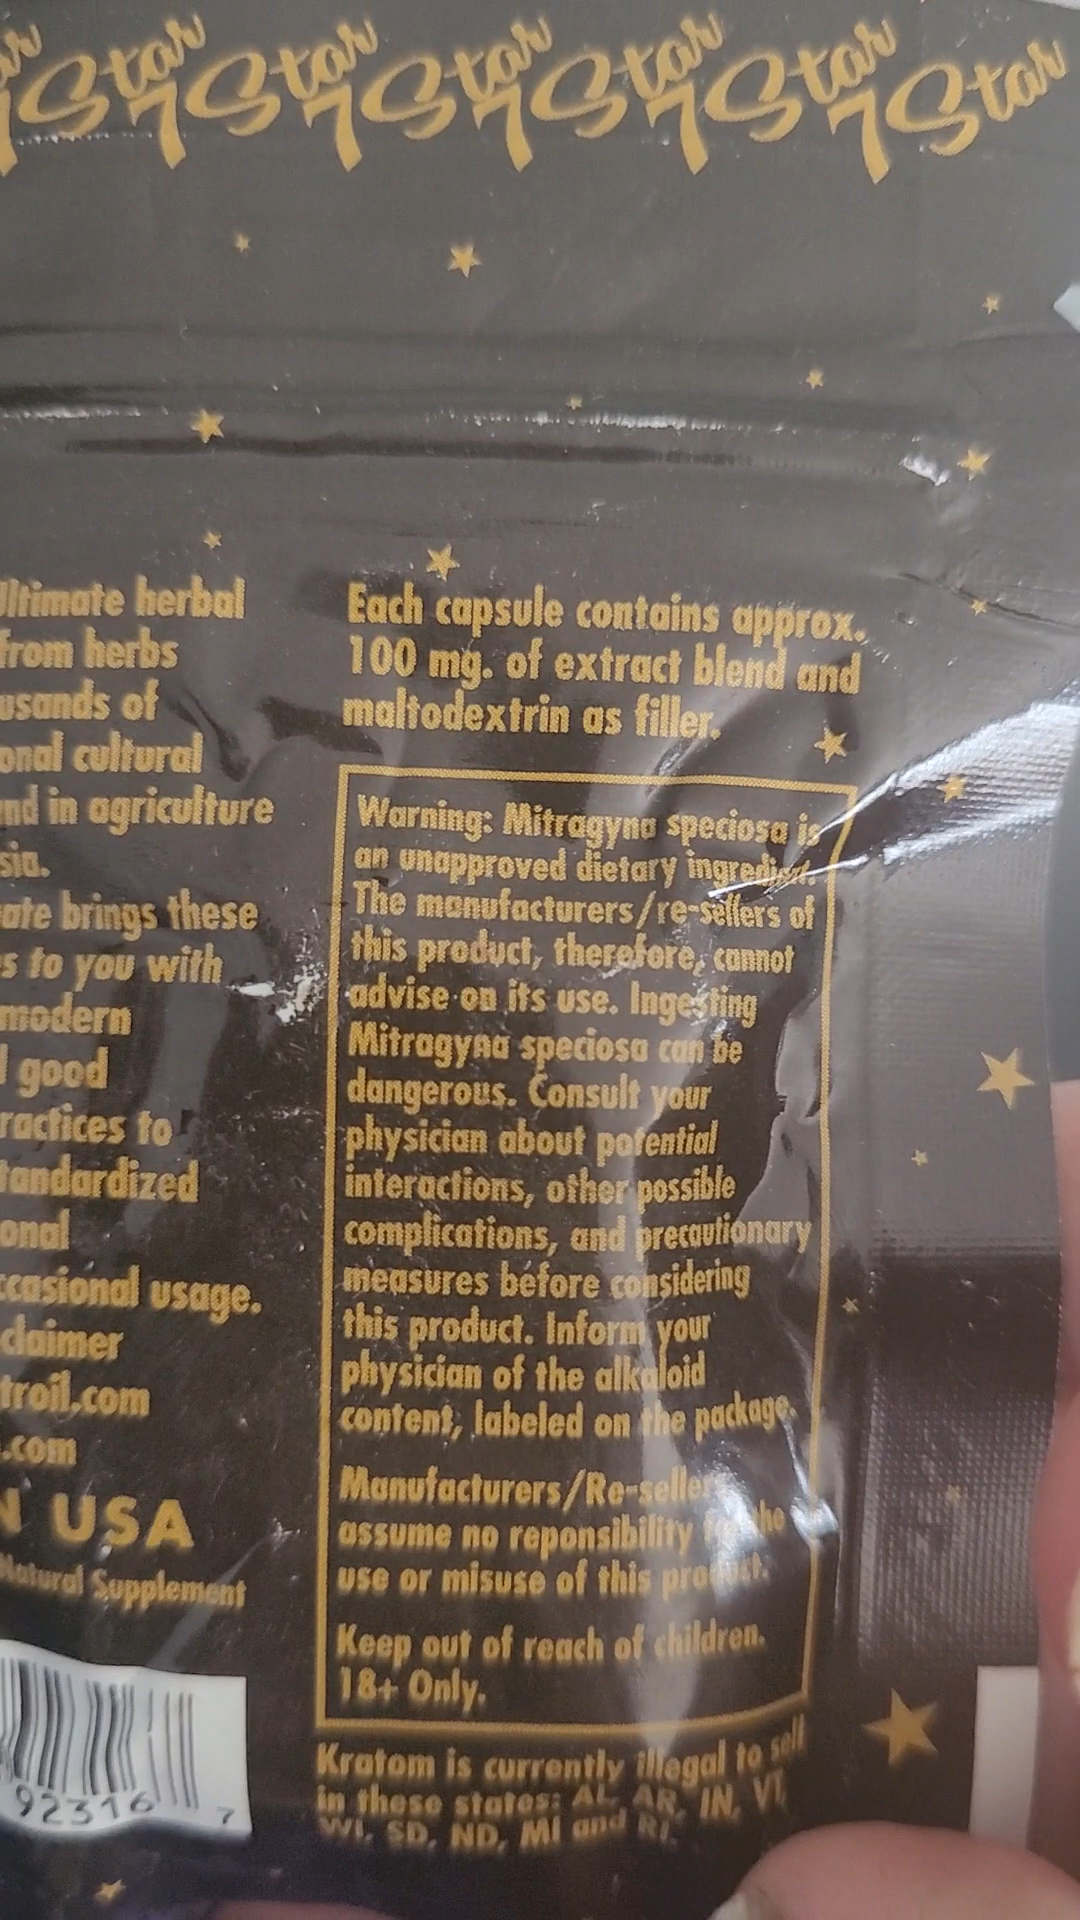 7Star 7Star 7Star 7Star 7Star
ltimate herbal
from herbs
usands of
onal cultural
nd in agriculture
sia.
ate brings these
s to you with
modern
good
ractices to
tandardized
onal
ccasional usage.
claimer
troil.com
.com
N USA
Natural Supplement
92316 7
Each capsule contains approx.
100 mg. of extract blend and
maltodextrin as filler.
Warning: Mitragyna speciosa is
an unapproved dietary ingredient.
The manufacturers/re-sellers of
this product, therefore, cannot
advise on its use. Ingesting
Mitragyna speciosa can be
dangerous. Consult your
physician about potential
interactions, other possible
complications, and precautionary
measures before considering
this product. Inform your
physician of the alkaloid
content, labeled on the package.
Manufacturers/Re-sellers
assume no reponsibility for the
use or misuse of this product.
Keep out of reach of children.
18+ Only.
Kratom is currently illegal to sell
in these states: AL, AR, IN, VT,
WI, SD, ND, MI and RI.